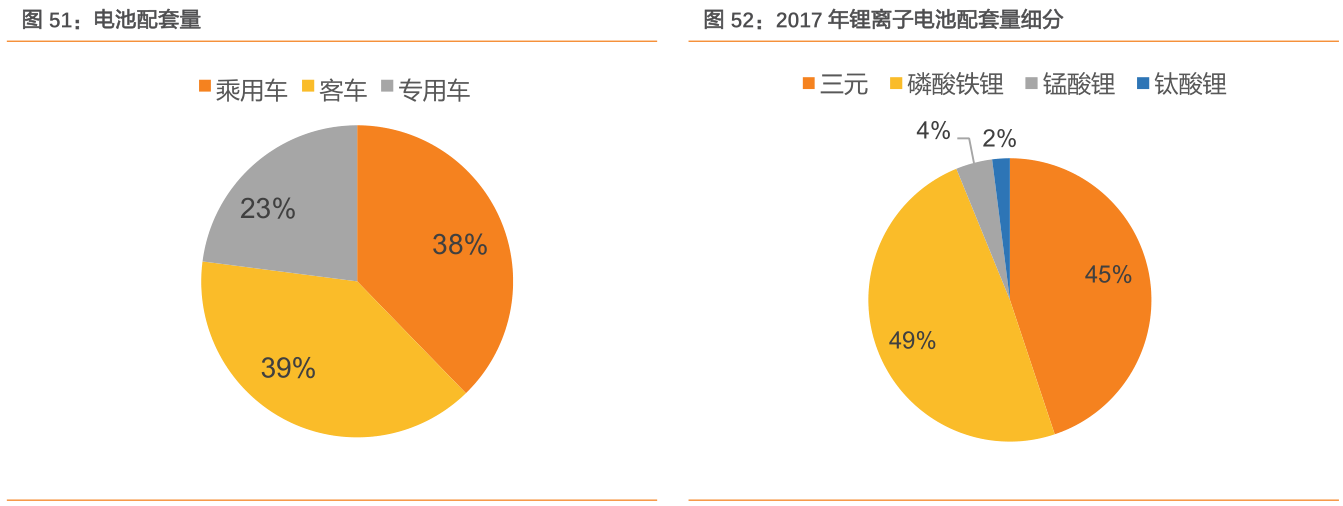 图 51：电池配套量
乘用车 客车 专用车
23%
38%
39%
图 52：2017 年锂离子电池配套量细分
三元 磷酸铁锂 锰酸锂 钛酸锂
4%
2%
45%
49%